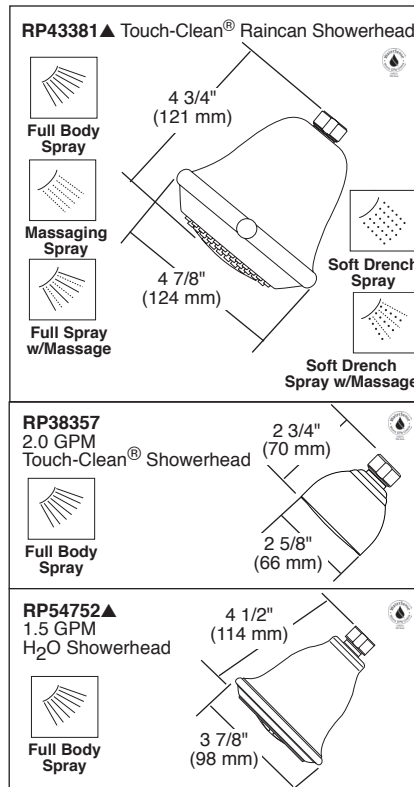 RP43381▲ Touch-Clean® Raincan Showerhead
4 3/4"
(121 mm)
Full Body
Spray
Massaging
Spray
Full Spray
w/Massage
4 7/8"
(124 mm)
Soft Drench
Spray
Soft Drench
Spray w/Massage
RP38357
2.0 GPM
Touch-Clean® Showerhead
2 3/4"
(70 mm)
Full Body
Spray
2 5/8"
(66 mm)
RP54752▲
1.5 GPM
H₂O Showerhead
4 1/2"
(114 mm)
Full Body
Spray
3 7/8"
(98 mm)